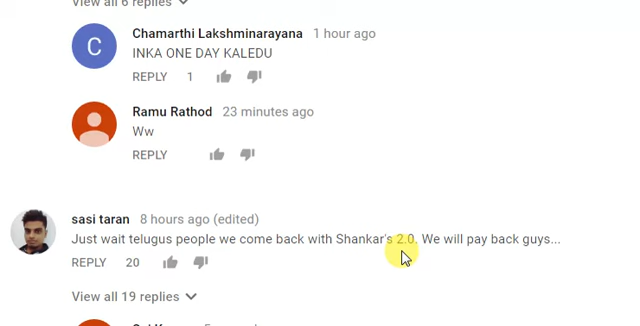 View all 6 replies
C
Chamarthi Lakshminarayana 1 hour ago
INKA ONE DAY KALEDU
REPLY 1
Ramu Rathod 23 minutes ago
Ww
REPLY
sasi taran 8 hours ago (edited)
Just wait telugus people we come back with Shankar's 2.0. We will pay back guys...
REPLY 20
View all 19 replies